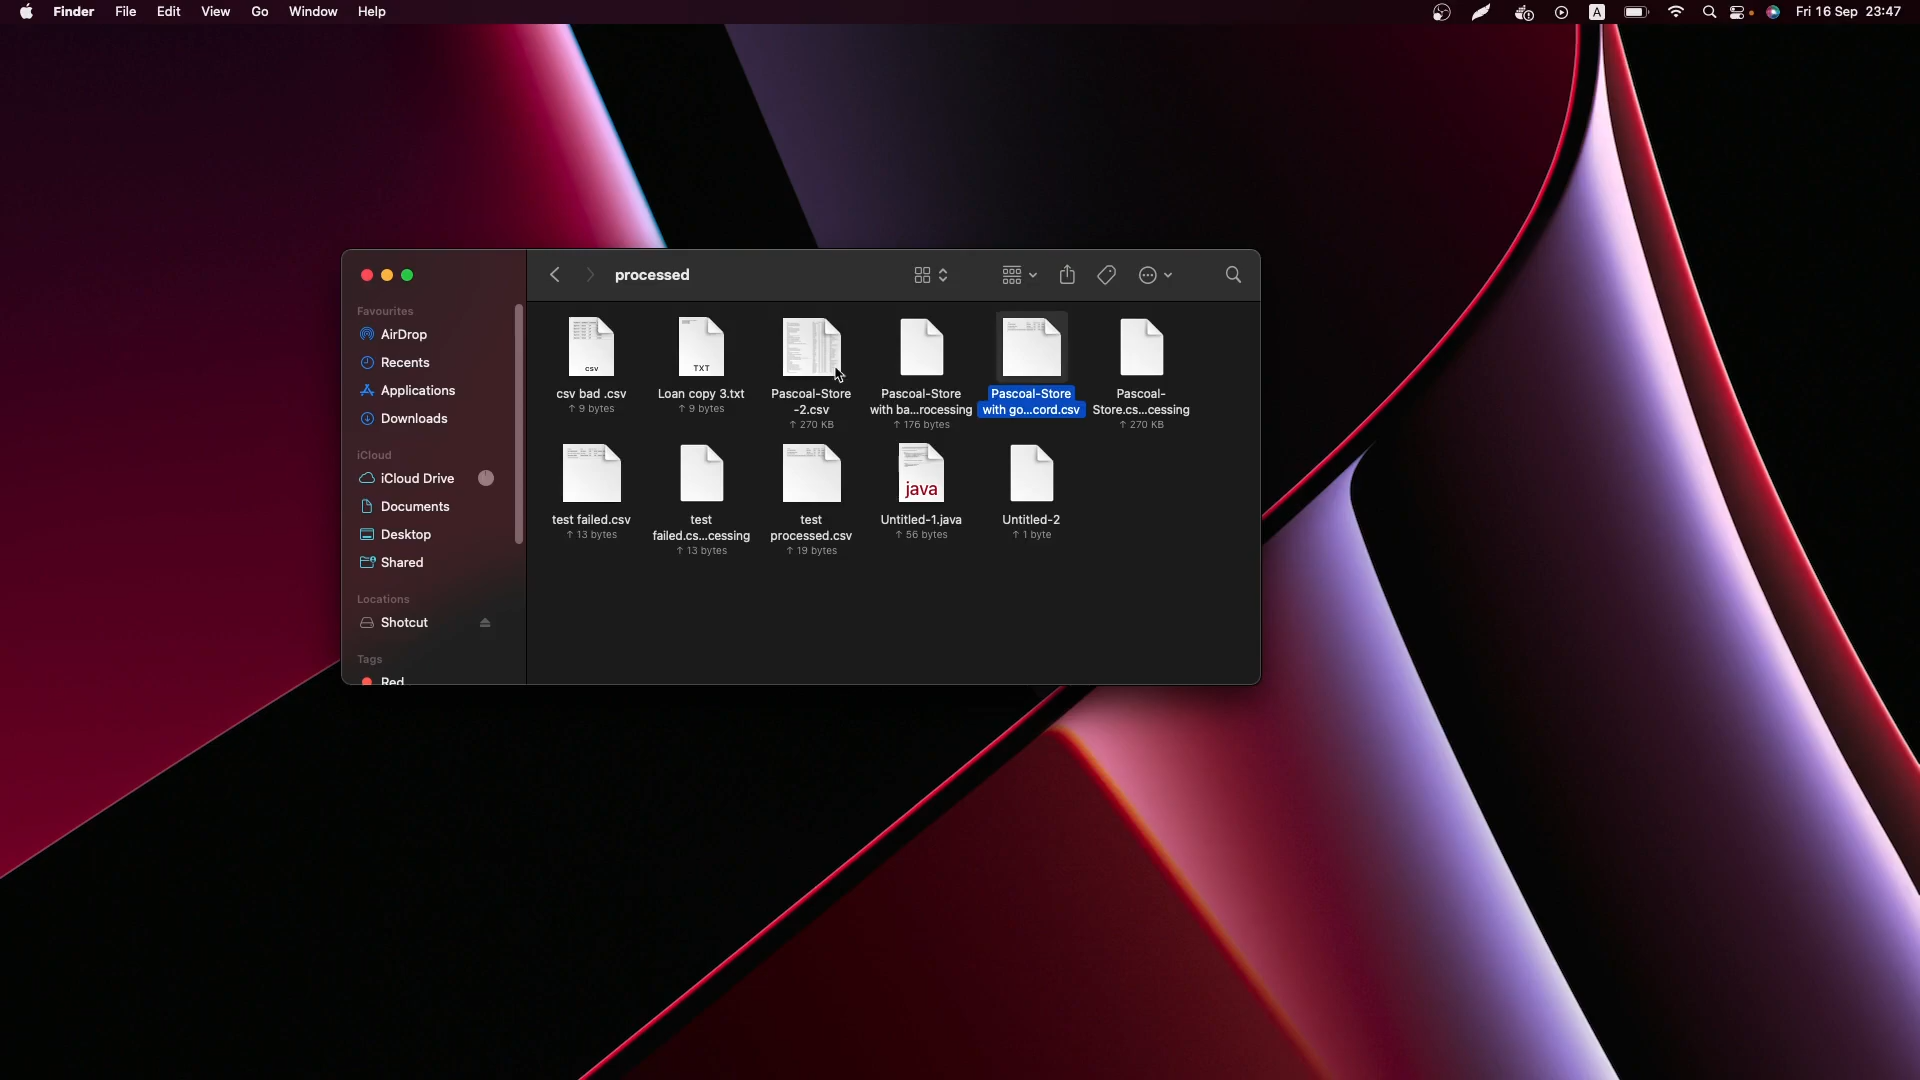 Finder File Edit View Go Window Help
A
Fri 16 Sep 23:47
processed
Favourites
AirDrop
Recents
Applications
Downloads
iCloud
iCloud Drive
Documents
Desktop
Shared
Locations
Shotcut
Tags
Red
csv
csv bad .csv
9 bytes
TXT
Loan copy 3.txt
9 bytes
Pascoal-Store
-2.csv
270 KB
Pascoal-Store
with ba...rocessing
176 bytes
Pascoal-Store
with go...cord.csv
Pascoal-
Store.cs...cessing
270 KB
test failed.csv
13 bytes
test
failed.cs...cessing
13 bytes
test
processed.csv
19 bytes
java
Untitled-1.java
56 bytes
Untitled-2
1 byte